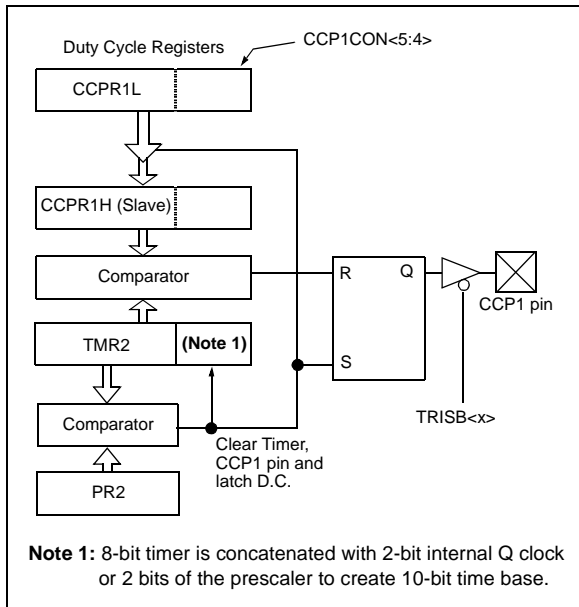 Duty Cycle Registers
CCP1CON<5:4>
CCPR1L
CCPR1H (Slave)
Comparator
R
Q
CCP1 pin
TMR2
(Note 1)
S
Comparator
TRISB<x>
Clear Timer,
CCP1 pin and
latch D.C.
PR2
Note 1: 8-bit timer is concatenated with 2-bit internal Q clock
or 2 bits of the prescaler to create 10-bit time base.